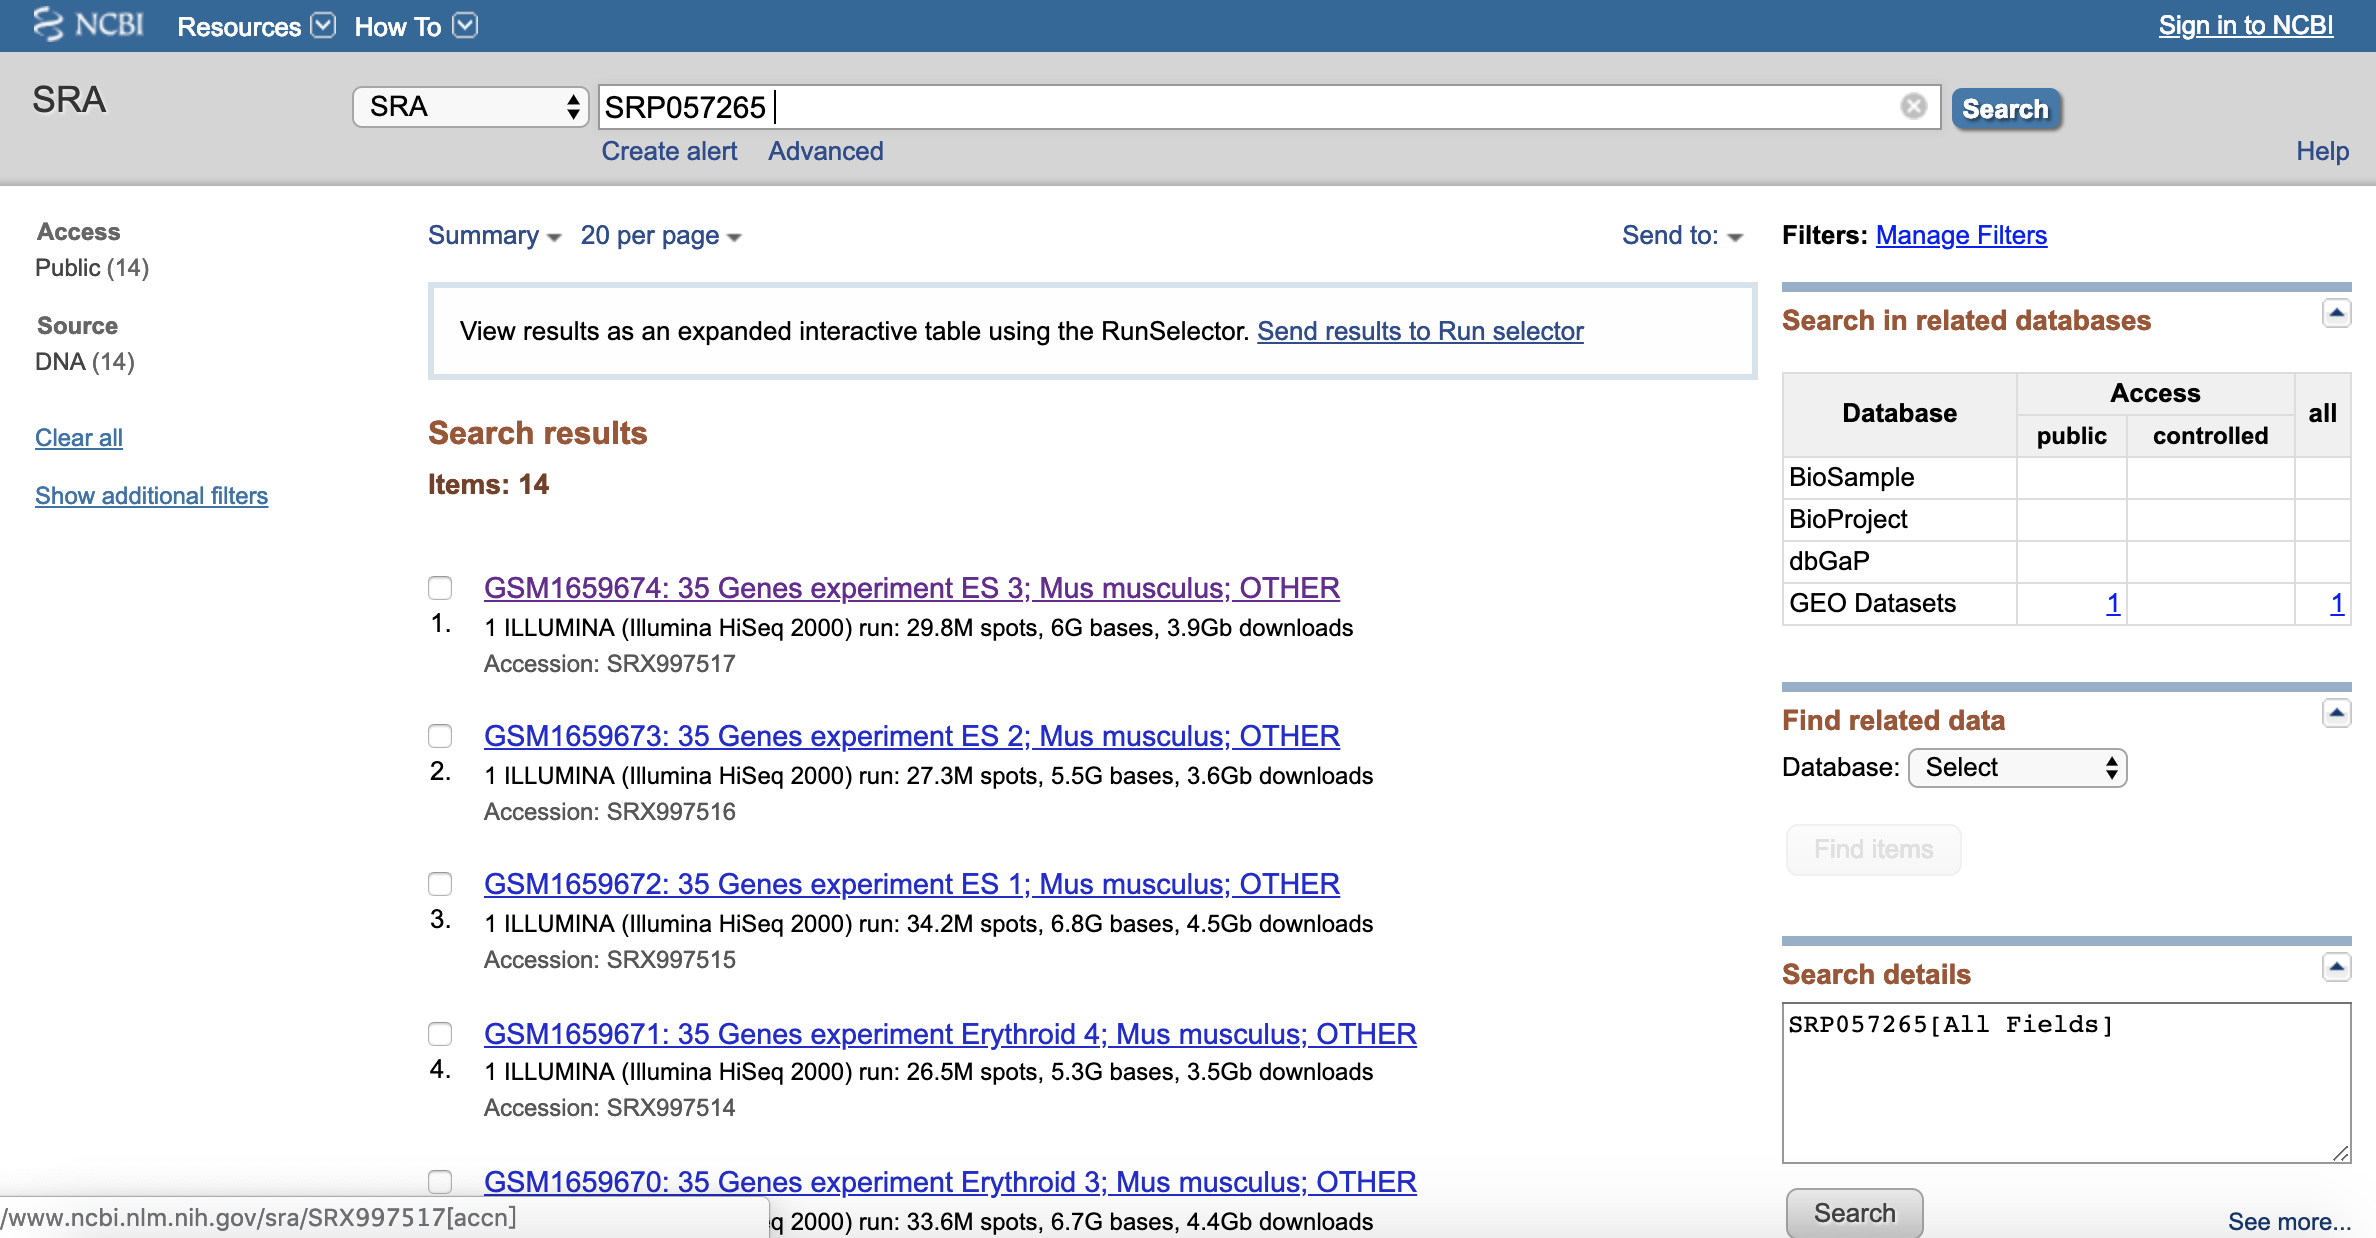 NCBI Resources How To Sign in to NCBI
SRA SRA SRP057265 Search
Create alert Advanced Help
Access
Public (14)
Source
DNA (14)
Clear all
Show additional filters
Summary 20 per page Send to:
View results as an expanded interactive table using the RunSelector. Send results to Run selector
Search results
Items: 14
GSM1659674: 35 Genes experiment ES 3; Mus musculus; OTHER
1. 1 ILLUMINA (Illumina HiSeq 2000) run: 29.8M spots, 6G bases, 3.9Gb downloads
Accession: SRX997517
GSM1659673: 35 Genes experiment ES 2; Mus musculus; OTHER
2. 1 ILLUMINA (Illumina HiSeq 2000) run: 27.3M spots, 5.5G bases, 3.6Gb downloads
Accession: SRX997516
GSM1659672: 35 Genes experiment ES 1; Mus musculus; OTHER
3. 1 ILLUMINA (Illumina HiSeq 2000) run: 34.2M spots, 6.8G bases, 4.5Gb downloads
Accession: SRX997515
GSM1659671: 35 Genes experiment Erythroid 4; Mus musculus; OTHER
4. 1 ILLUMINA (Illumina HiSeq 2000) run: 26.5M spots, 5.3G bases, 3.5Gb downloads
Accession: SRX997514
GSM1659670: 35 Genes experiment Erythroid 3; Mus musculus; OTHER
q 2000) run: 33.6M spots, 6.7G bases, 4.4Gb downloads
/www.ncbi.nlm.nih.gov/sra/SRX997517[accn]
Filters: Manage Filters
Search in related databases
Database Access all
public controlled
BioSample
BioProject
dbGaP
GEO Datasets 1 1
Find related data
Database: Select
Find items
Search details
SRP057265[All Fields]
Search
See more...